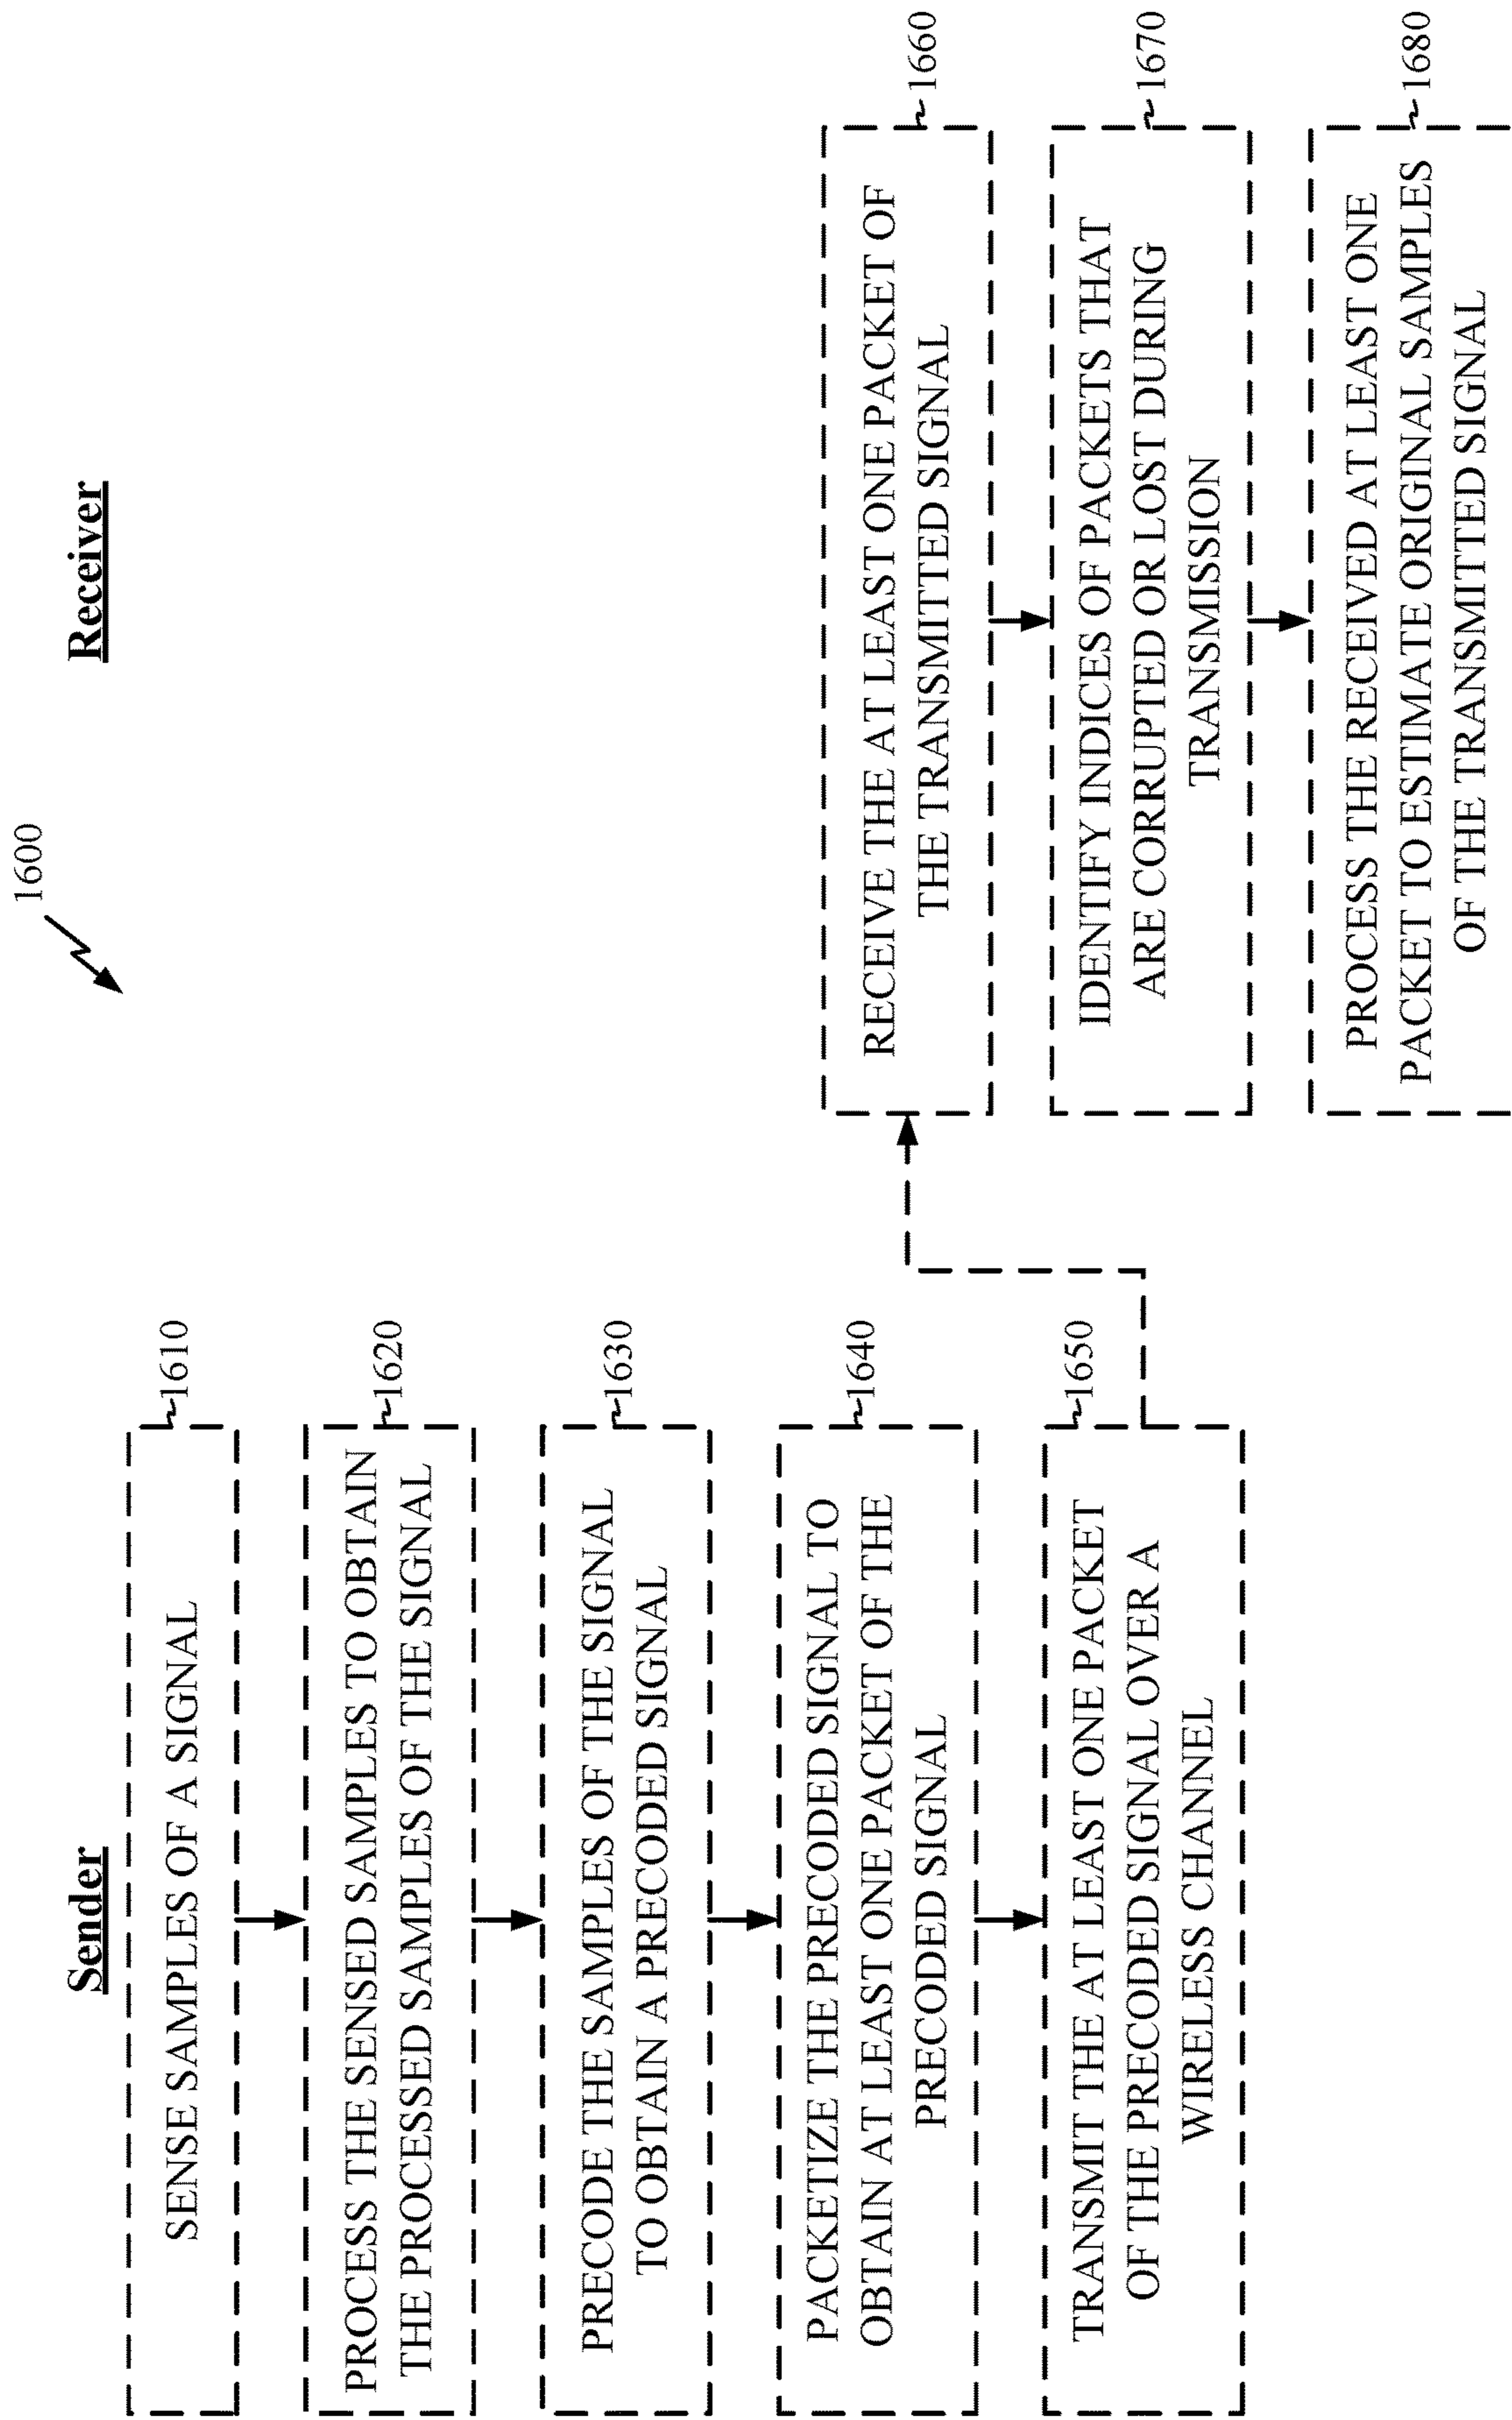 1600
Sender
SENSE SAMPLES OF A SIGNAL
1610
PROCESS THE SENSED SAMPLES TO OBTAIN
THE PROCESSED SAMPLES OF THE SIGNAL
1620
PRECODE THE SAMPLES OF THE SIGNAL
TO OBTAIN A PRECODED SIGNAL
1630
PACKETIZE THE PRECODED SIGNAL TO
OBTAIN AT LEAST ONE PACKET OF THE
PRECODED SIGNAL
1640
TRANSMIT THE AT LEAST ONE PACKET
OF THE PRECODED SIGNAL OVER A
WIRELESS CHANNEL
1650
Receiver
RECEIVE THE AT LEAST ONE PACKET OF
THE TRANSMITTED SIGNAL
1660
IDENTIFY INDICES OF PACKETS THAT
ARE CORRUPTED OR LOST DURING
TRANSMISSION
1670
PROCESS THE RECEIVED AT LEAST ONE
PACKET TO ESTIMATE ORIGINAL SAMPLES
OF THE TRANSMITTED SIGNAL
1680